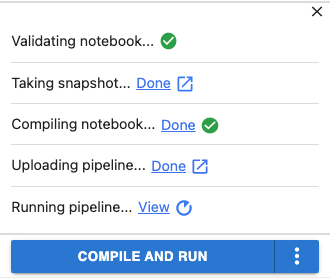 Validating notebook...
Taking snapshot... Done
Compiling notebook... Done
Uploading pipeline... Done
Running pipeline... View
COMPILE AND RUN